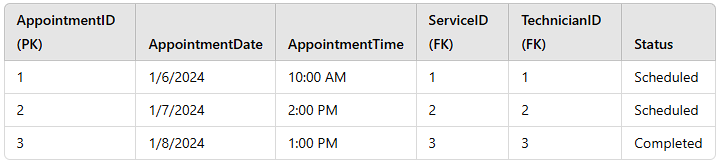 AppointmentID (PK) AppointmentDate AppointmentTime ServiceID (FK) TechnicianID (FK) Status
1 1/6/2024 10:00 AM 1 1 Scheduled
2 1/7/2024 2:00 PM 2 2 Scheduled
3 1/8/2024 1:00 PM 3 3 Completed